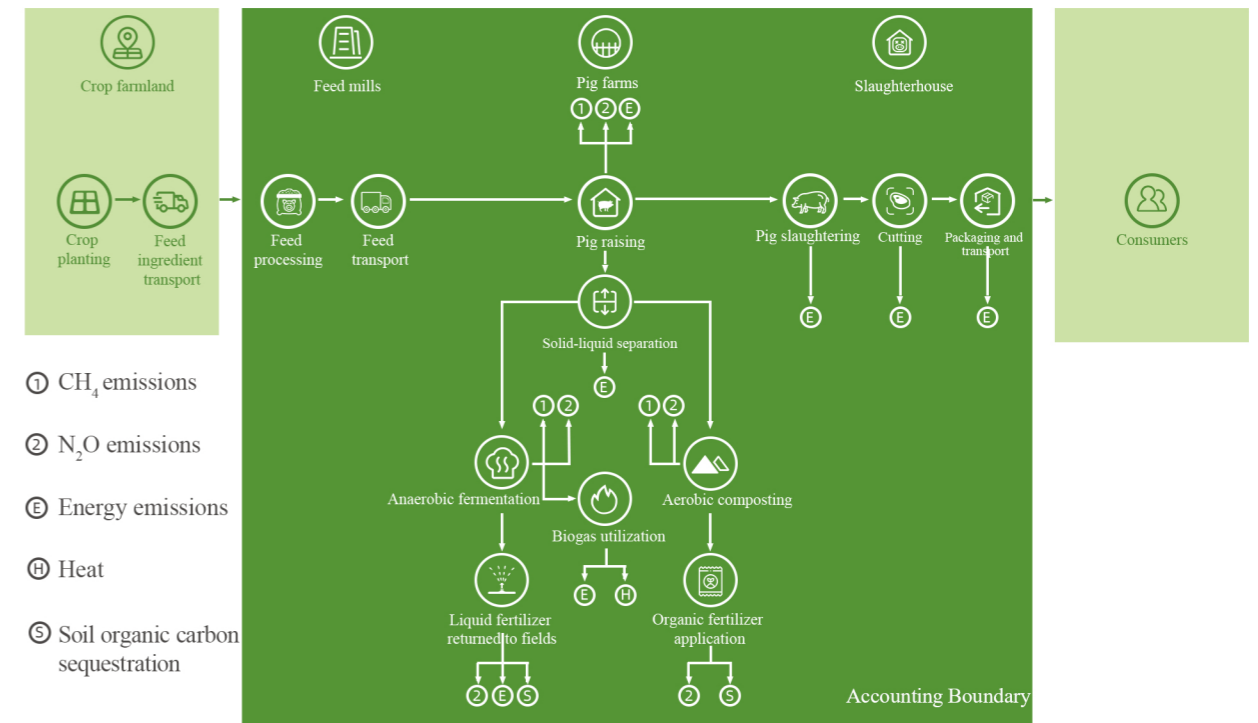 Crop farmland
Feed mills
Pig farms
Slaughterhouse
1 2 E
Crop
planting
Feed
ingredient
transport
Feed
processing
Feed
transport
Pig raising
Pig slaughtering
Cutting
Packaging and
transport
Consumers
E
E
E
Solid-liquid separation
E
1 2
1 2
Anaerobic fermentation
Biogas utilization
Aerobic composting
E H
Liquid fertilizer
returned to fields
Organic fertilizer
application
2 E S
2 S
1 CH₄ emissions
2 N₂O emissions
E Energy emissions
H Heat
S Soil organic carbon
sequestration
Accounting Boundary